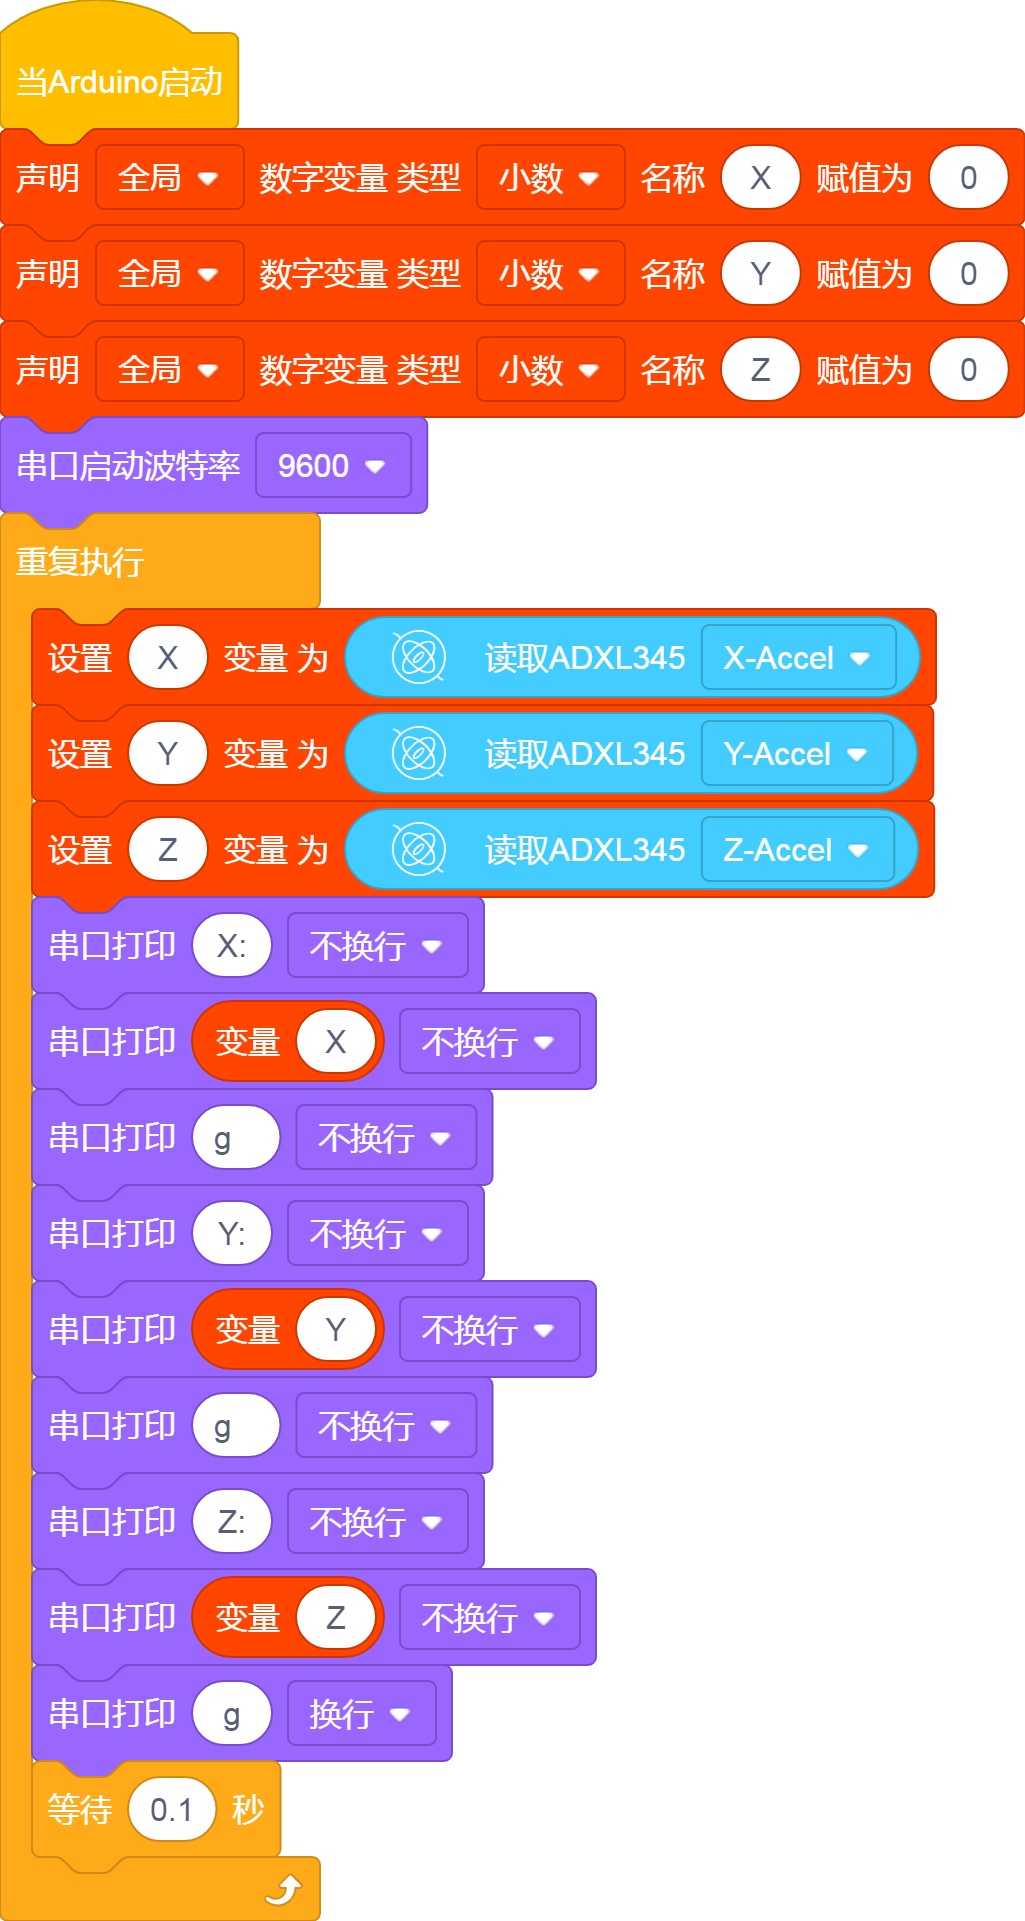 当Arduino启动
声明 全局 数字变量 类型 小数 名称 X 赋值为 0
声明 全局 数字变量 类型 小数 名称 Y 赋值为 0
声明 全局 数字变量 类型 小数 名称 Z 赋值为 0
串口启动波特率 9600
重复执行
设置 X 变量 为 读取ADXL345 X-Accel
设置 Y 变量 为 读取ADXL345 Y-Accel
设置 Z 变量 为 读取ADXL345 Z-Accel
串口打印 X: 不换行
串口打印 变量 X 不换行
串口打印 g 不换行
串口打印 Y: 不换行
串口打印 变量 Y 不换行
串口打印 g 不换行
串口打印 Z: 不换行
串口打印 变量 Z 不换行
串口打印 g 换行
等待 0.1 秒